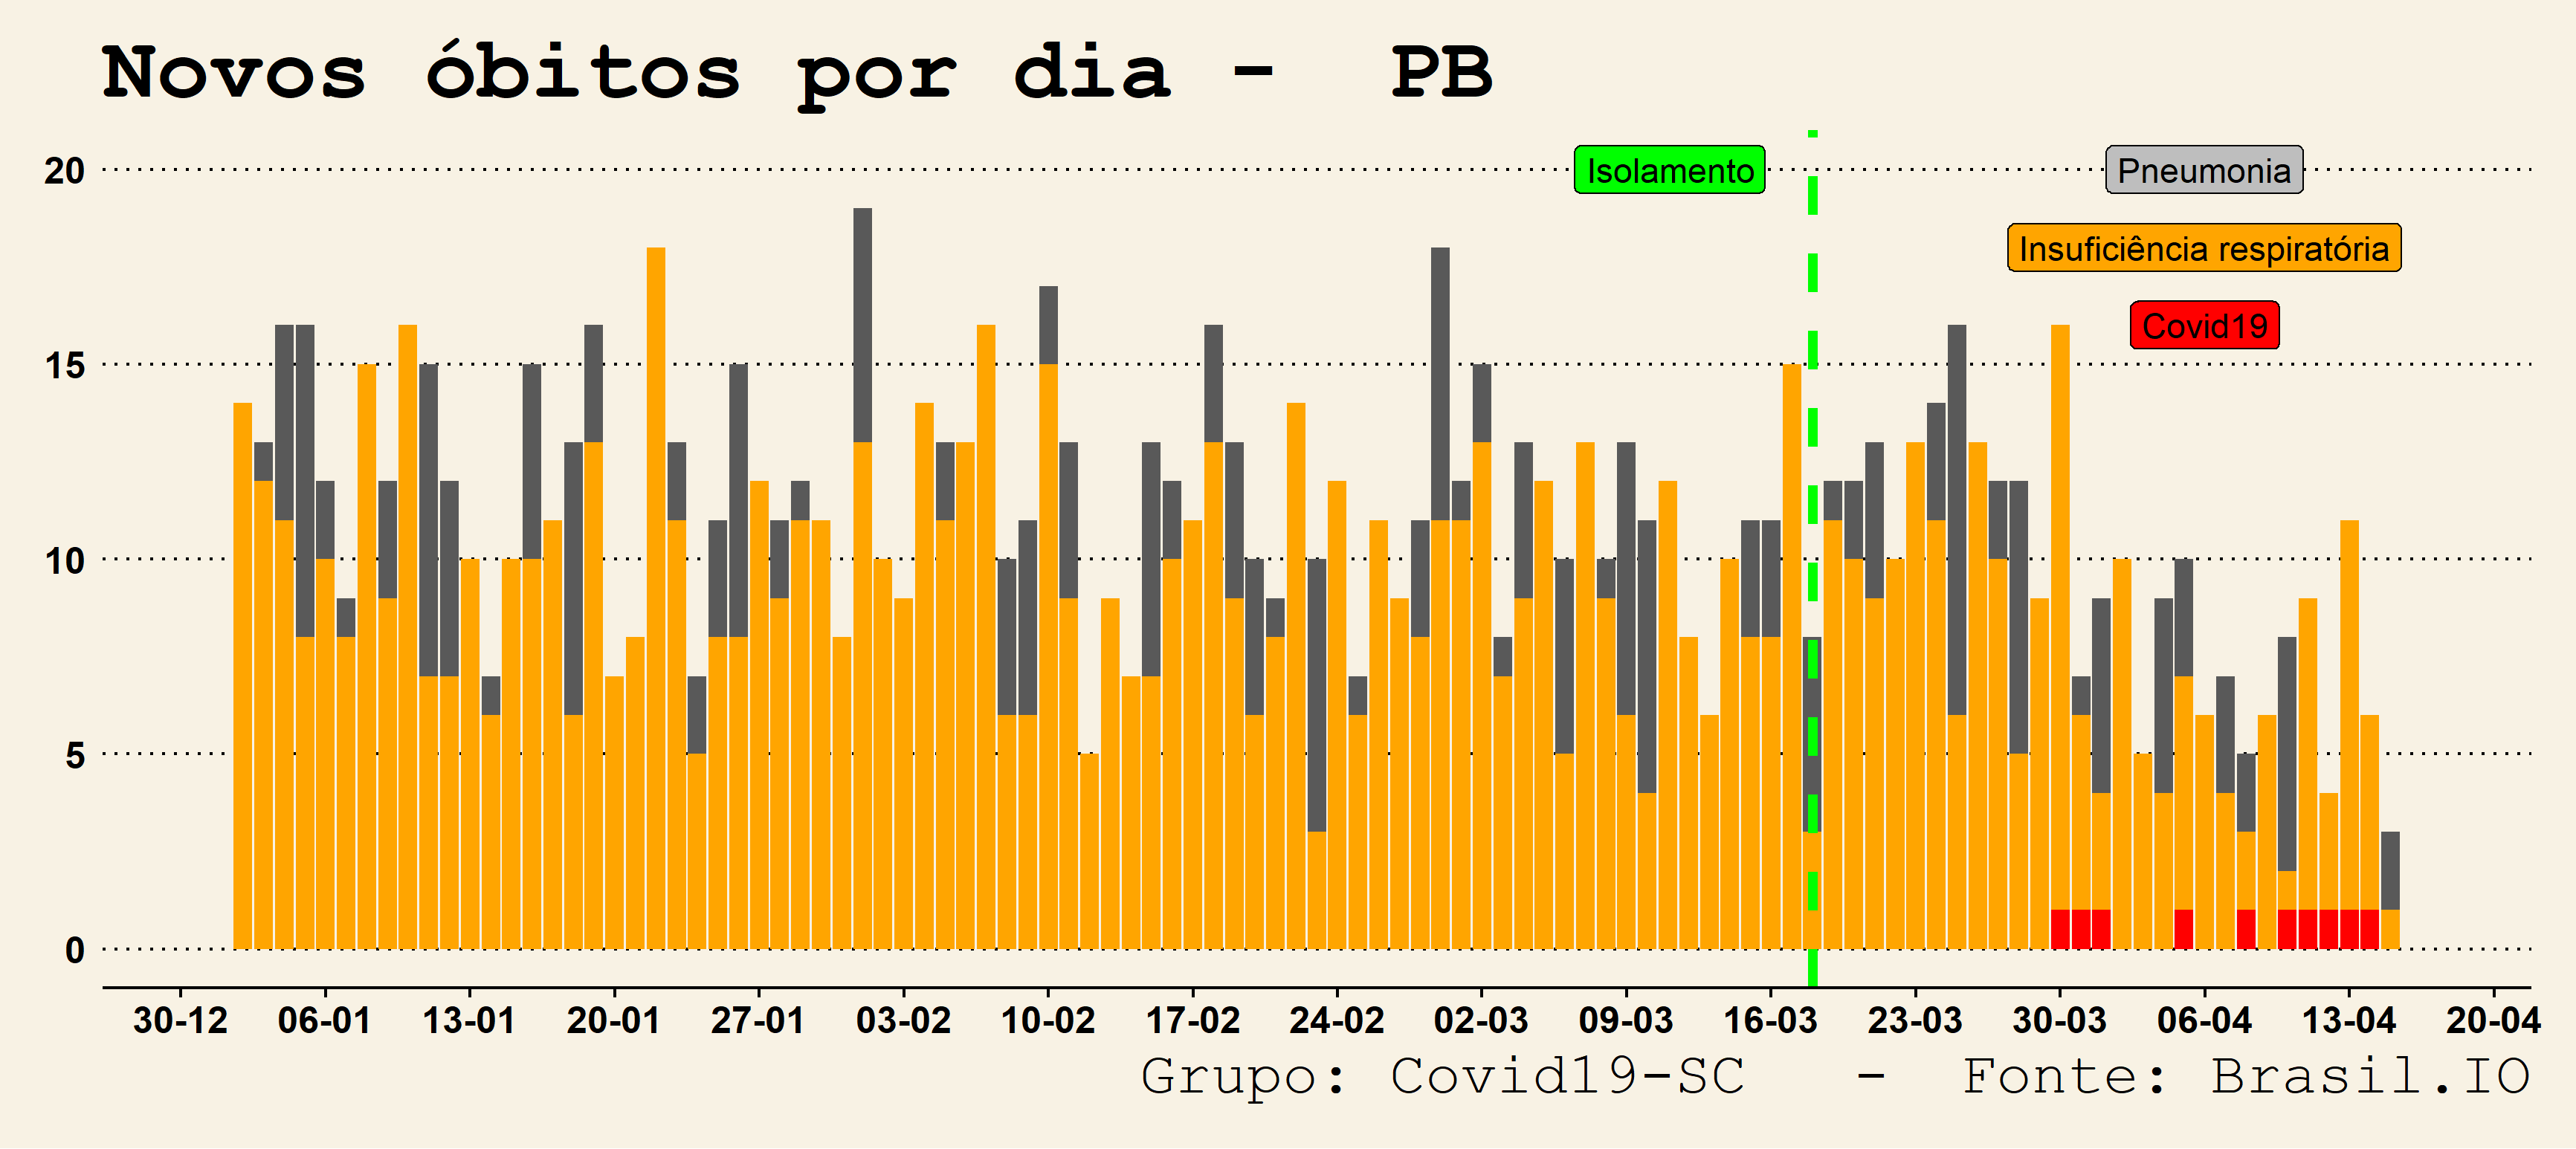 Novos óbitos por dia - PB
20
Isolamento
Pneumonia
Insuficiência respiratória
Covid19
15
10
5
0
30-12 06-01 13-01 20-01 27-01 03-02 10-02 17-02 24-02 02-03 09-03 16-03 23-03 30-03 06-04 13-04 20-04
Grupo: Covid19-SC - Fonte: Brasil.IO